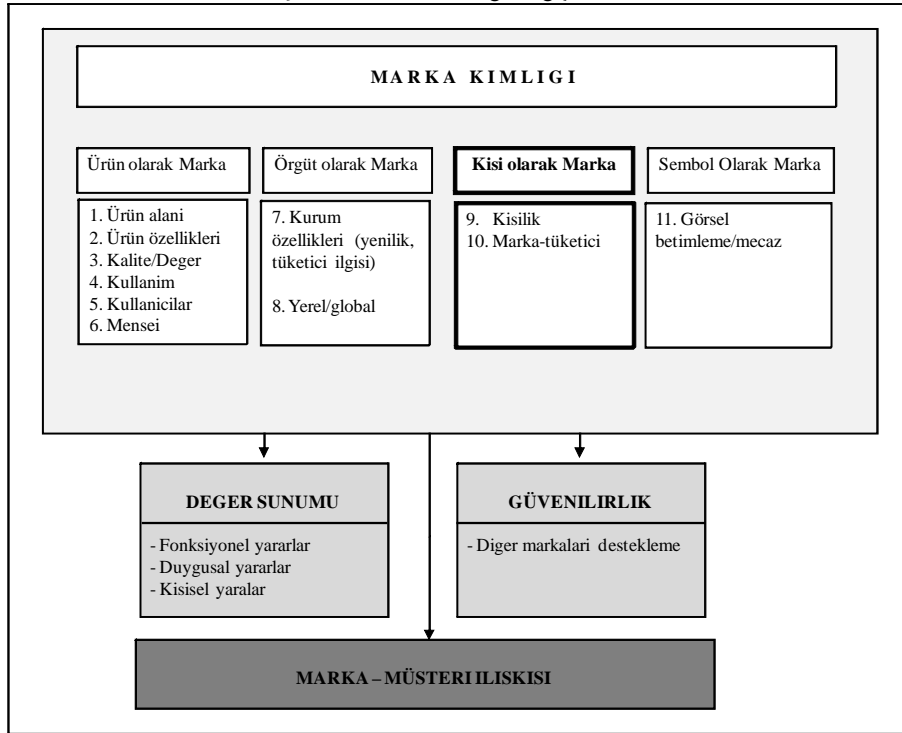 MARKA KIMLIGI
Ürün olarak Marka
1. Ürün alani
2. Ürün özellikleri
3. Kalite/Deger
4. Kullanim
5. Kullanicilar
6. Mensei
Örgüt olarak Marka
7. Kurum
özellikleri (yenilik,
tüketici ilgisi)
8. Yerel/global
Kisi olarak Marka
9. Kisilik
10. Marka-tüketici
Sembol Olarak Marka
11. Görsel
betimleme/mecaz
DEGER SUNUMU
- Fonksiyonel yararlar
- Duygusal yararlar
- Kisisel yaralar
GÜVENILIRLIK
- Diger markalari destekleme
MARKA – MÜSTERI ILISKISI